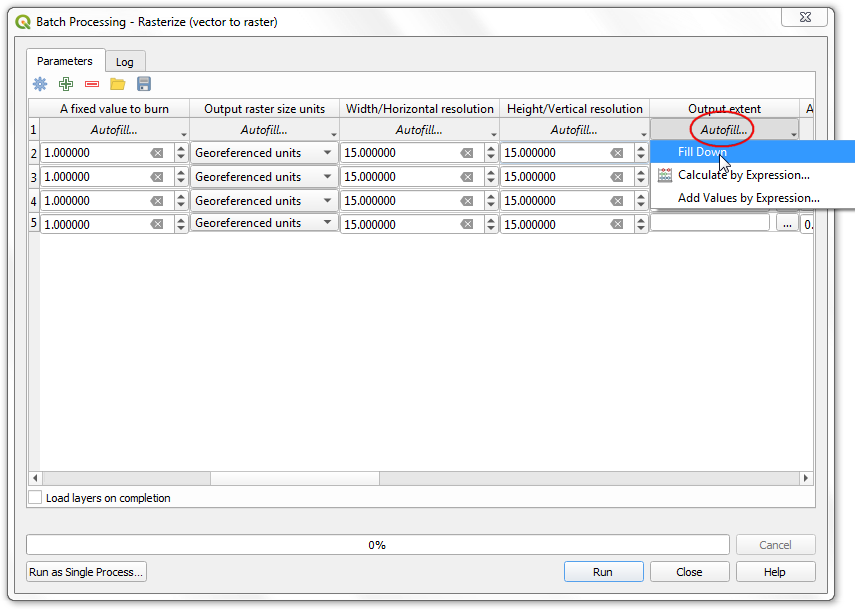 Batch Processing - Rasterize (vector to raster)
Parameters Log
A fixed value to burn Output raster size units Width/Horizontal resolution Height/Vertical resolution Output extent A
1 Autofill... Autofill... Autofill... Autofill... Autofill...
2 1.000000 Georeferenced units 15.000000 15.000000 Fill Down
3 1.000000 Georeferenced units 15.000000 15.000000 Calculate by Expression...
4 1.000000 Georeferenced units 15.000000 15.000000 Add Values by Expression...
5 1.000000 Georeferenced units 15.000000 15.000000 ... 0.
Load layers on completion
0% Cancel
Run as Single Process... Run Close Help